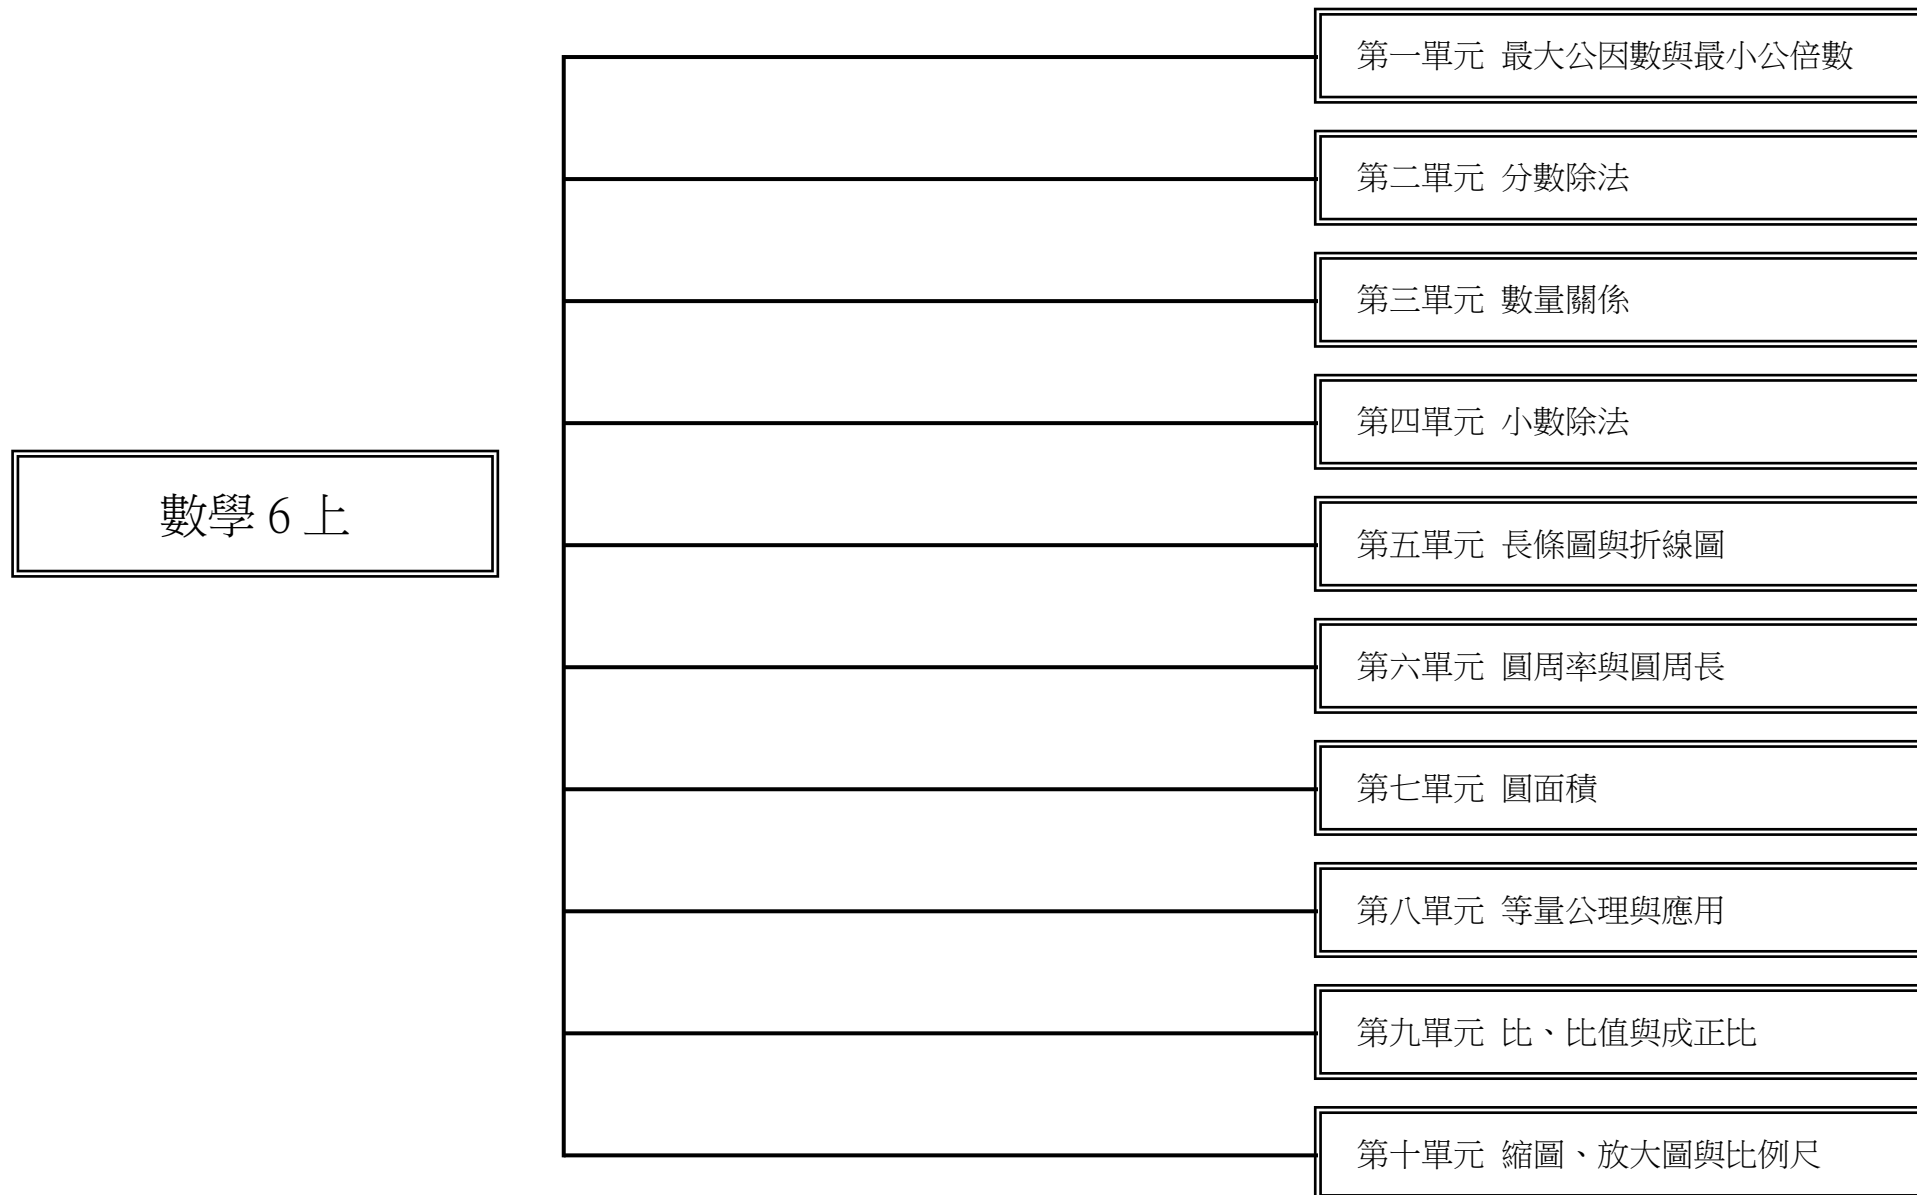 第一單元 最大公因數與最小公倍數
第二單元 分數除法
第三單元 數量關係
第四單元 小數除法
數學 6 上
第五單元 長條圖與折線圖
第六單元 圓周率與圓周長
第七單元 圓面積
第八單元 等量公理與應用
第九單元 比、比值與成正比
第十單元 縮圖、放大圖與比例尺